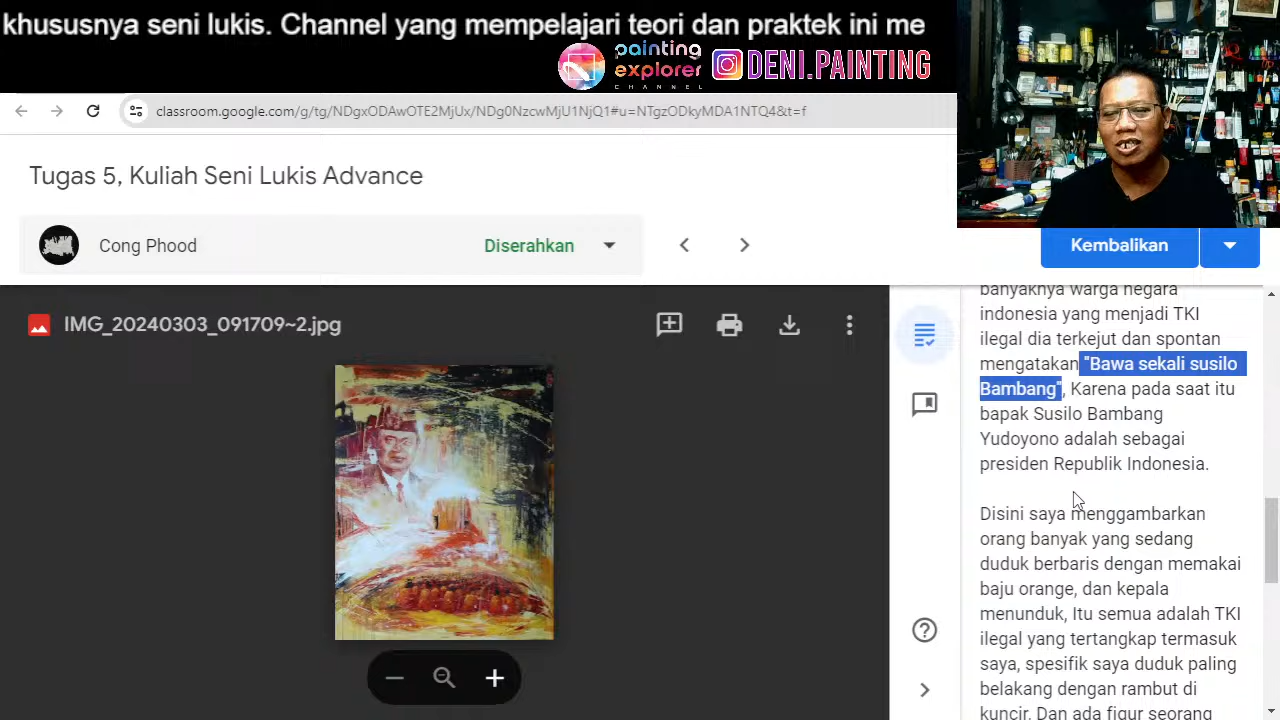 khususnya seni lukis. Channel yang mempelajari teori dan praktek ini me
painting
explorer
CHANNEL
DENI.PAINTING
classroom.google.com/g/tg/NDgxODAwOTE2MjUx/NDg0NzcwMjU1NjQ1#u=NTgzODkyMDA1NTQ4&t=f
Tugas 5, Kuliah Seni Lukis Advance
Cong Phood
Diserahkan
Kembalikan
IMG_20240303_091709~2.jpg
banyaknya warga negara
indonesia yang menjadi TKI
ilegal dia terkejut dan spontan
mengatakan "Bawa sekali susilo
Bambang", Karena pada saat itu
bapak Susilo Bambang
Yudoyono adalah sebagai
presiden Republik Indonesia.
Disini saya menggambarkan
orang banyak yang sedang
duduk berbaris dengan memakai
baju orange, dan kepala
menunduk, Itu semua adalah TKI
ilegal yang tertangkap termasuk
saya, spesifik saya duduk paling
belakang dengan rambut di
kuncir. Dan ada figur seorang